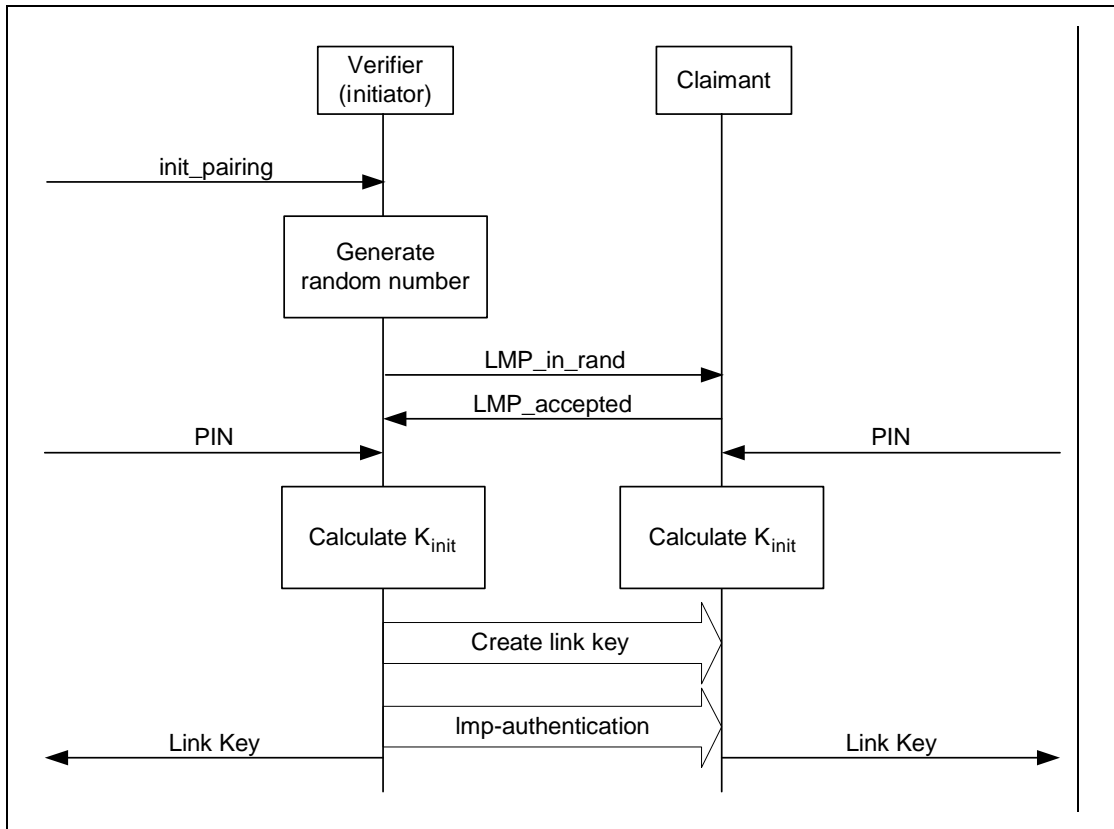 Verifier
(initiator)
Claimant
init_pairing
Generate
random number
LMP_in_rand
LMP_accepted
PIN
PIN
Calculate Kinit
Calculate Kinit
Create link key
lmp-authentication
Link Key
Link Key